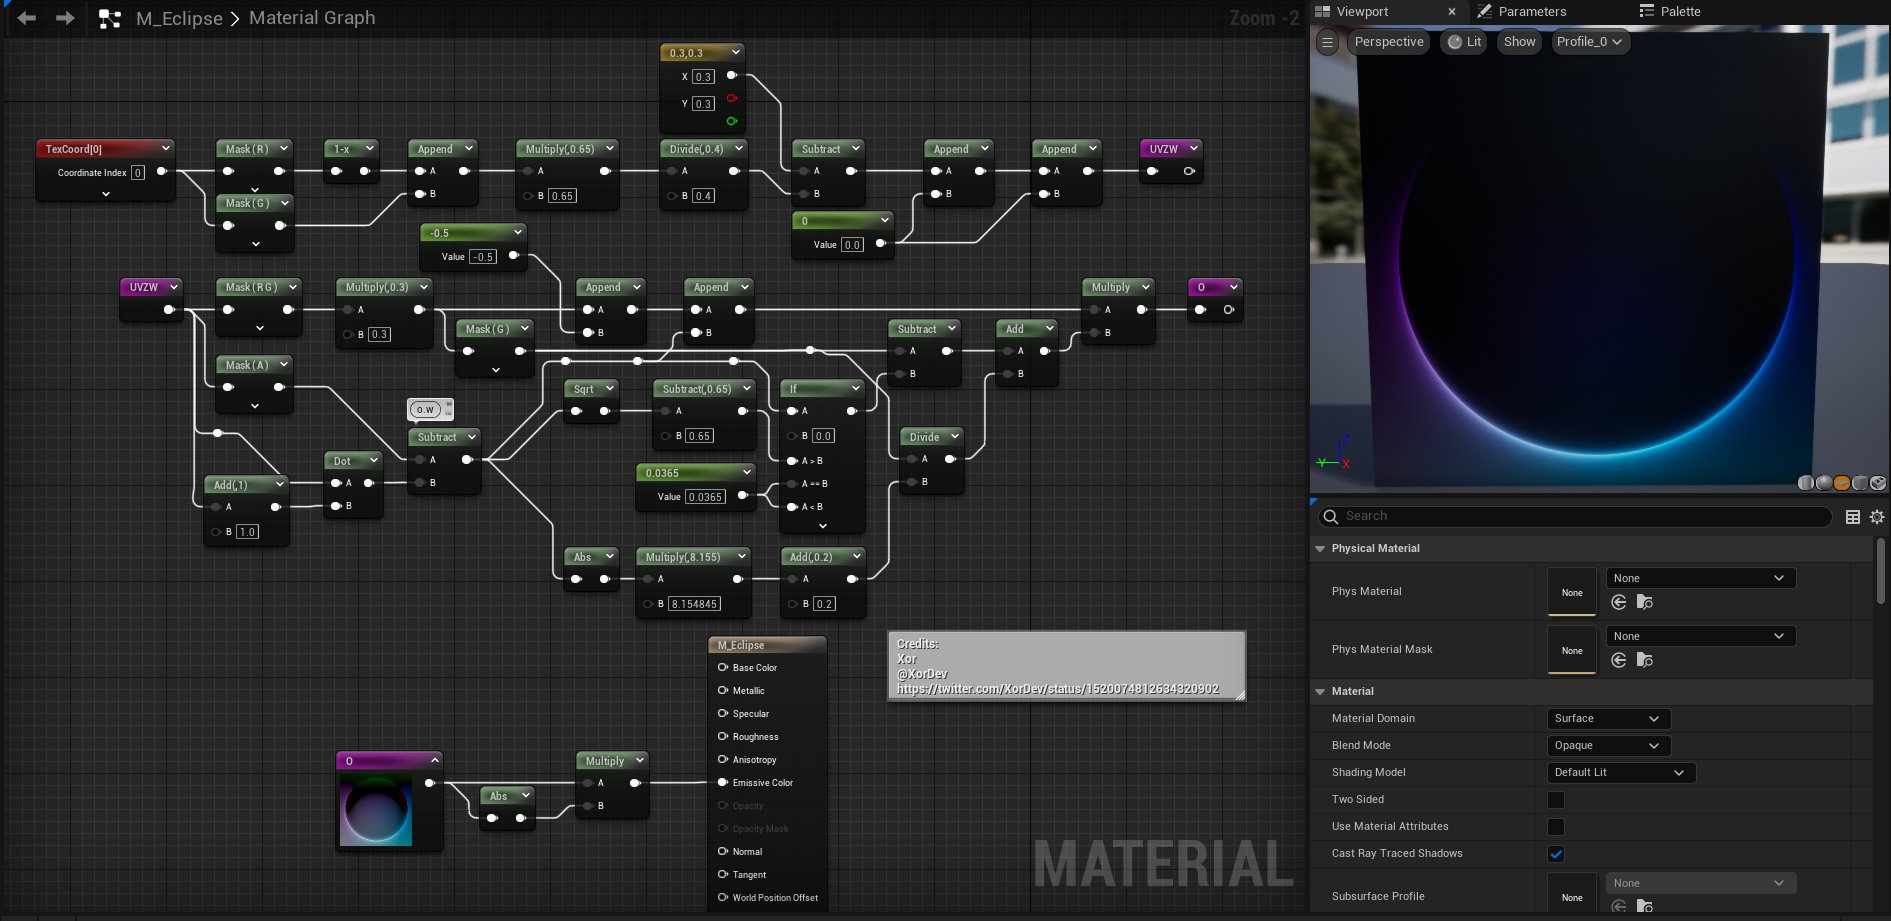 M_Eclipse > Material Graph
Zoom -2
0.3,0.3
X 0.3
Y 0.3
TexCoord[0]
Coordinate Index 0
Mask ( R )
Mask ( G )
1-x
Append
A
B
Multiply(,0.65)
A
B 0.65
Divide(,0.4)
A
B 0.4
Subtract
A
B
Append
A
B
Append
A
B
UVZW
0
Value 0.0
-0.5
Value -0.5
UVZW
Mask ( R G )
Multiply(,0.3)
A
B 0.3
Append
A
B
Append
A
B
Multiply
A
B
O
Mask ( G )
Subtract
A
B
Add
A
B
Mask ( A )
o.w
Subtract
A
B
Sqrt
Subtract(,0.65)
A
B 0.65
If
A
B 0.0
A > B
A == B
A < B
Divide
A
B
Add(,1)
A
B 1.0
Dot
A
B
0.0365
Value 0.0365
Abs
Multiply(,8.155)
A
B 8.154845
Add(,0.2)
A
B 0.2
M_Eclipse
Base Color
Metallic
Specular
Roughness
Anisotropy
Emissive Color
Opacity
Opacity Mask
Normal
Tangent
World Position Offset
Credits:
Xor
@XorDev
https://twitter.com/XorDev/status/1520074812634320902
O
Abs
Multiply
A
B
MATERIAL
Viewport
Parameters
Palette
Perspective
Lit
Show
Profile_0
Z
Y
X
Search
Physical Material
Phys Material
None
None
Phys Material Mask
None
None
Material
Material Domain
Surface
Blend Mode
Opaque
Shading Model
Default Lit
Two Sided
Use Material Attributes
Cast Ray Traced Shadows
Subsurface Profile
None
None